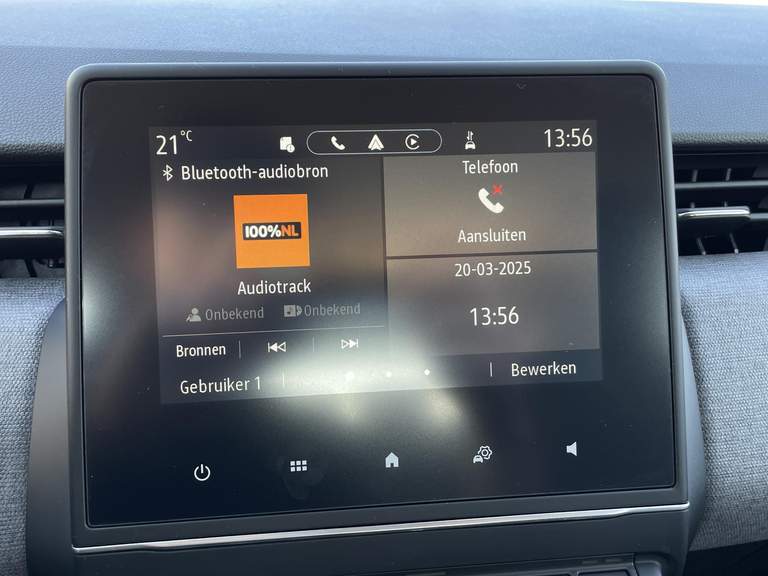 21°C
13:56
Bluetooth-audiobron
100%NL
Audiotrack
Onbekend Onbekend
Bronnen
Gebruiker 1
Telefoon
Aansluiten
20-03-2025
13:56
Bewerken